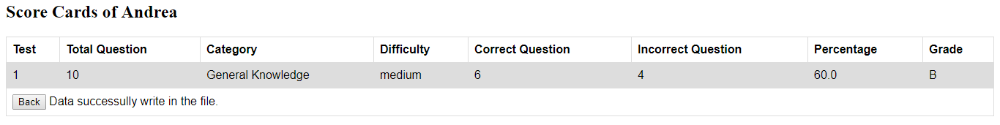 Score Cards of Andrea
Test Total Question Category Difficulty Correct Question Incorrect Question Percentage Grade
1 10 General Knowledge medium 6 4 60.0 B
Back Data successully write in the file.